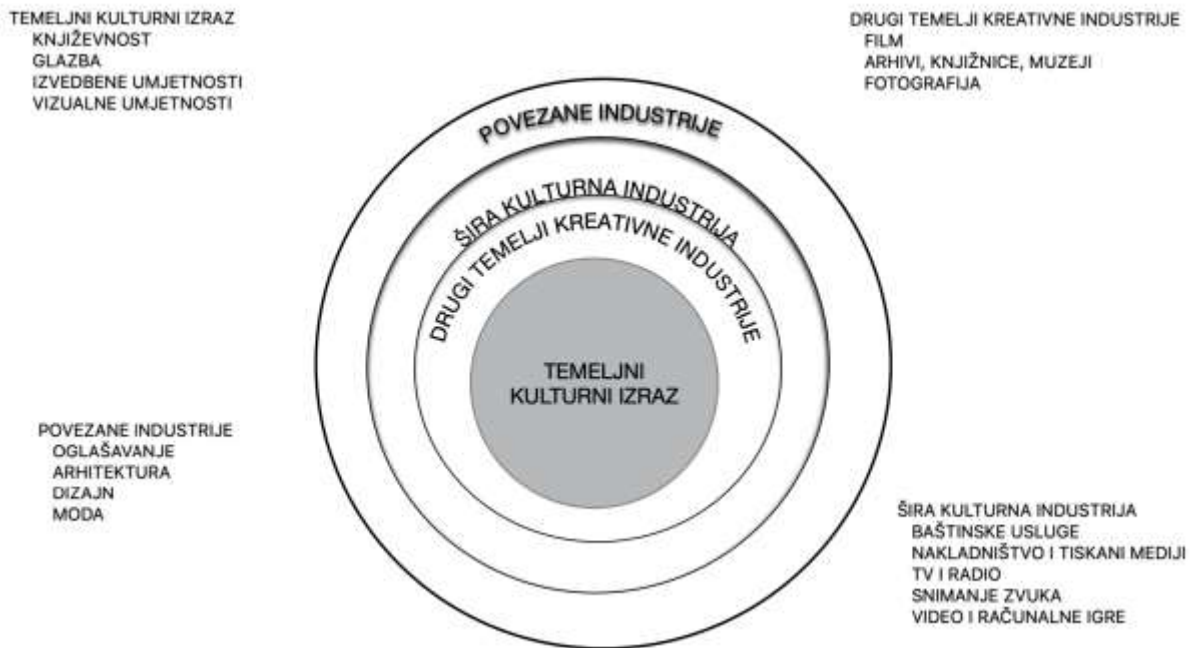 TEMELJNI KULTURNI IZRAZ
KNJIŽEVNOST
GLAZBA
IZVEDBENE UMJETNOSTI
VIZUALNE UMJETNOSTI
DRUGI TEMELJI KREATIVNE INDUSTRIJE
FILM
ARHIVI, KNJIŽNICE, MUZEJI
FOTOGRAFIJA
POVEZANE INDUSTRIJE
ŠIRA KULTURNA INDUSTRIJA
DRUGI TEMELJI KREATIVNE INDUSTRIJE
TEMELJNI
KULTURNI IZRAZ
POVEZANE INDUSTRIJE
OGLAŠAVANJE
ARHITEKTURA
DIZAJN
MODA
ŠIRA KULTURNA INDUSTRIJA
BAŠTINSKE USLUGE
NAKLADNIŠTVO I TISKANI MEDIJI
TV I RADIO
SNIMANJE ZVUKA
VIDEO I RAČUNALNE IGRE